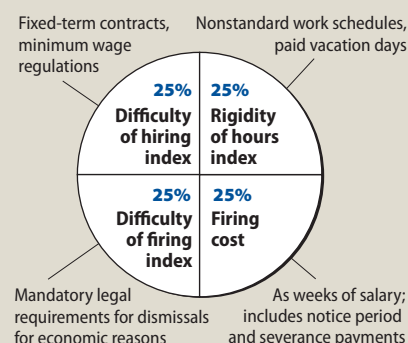 Fixed-term contracts,
minimum wage
regulations
Nonstandard work schedules,
paid vacation days
25%
Difficulty
of hiring
index
25%
Rigidity
of hours
index
25%
Difficulty
of firing
index
25%
Firing
cost
Mandatory legal
requirements for dismissals
for economic reasons
As weeks of salary;
includes notice period
and severance payments